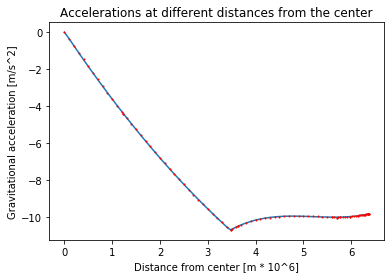 Accelerations at different distances from the center
Gravitational acceleration [m/s^2]
0
−2
−4
−6
−8
−10
0 1 2 3 4 5 6
Distance from center [m * 10^6]